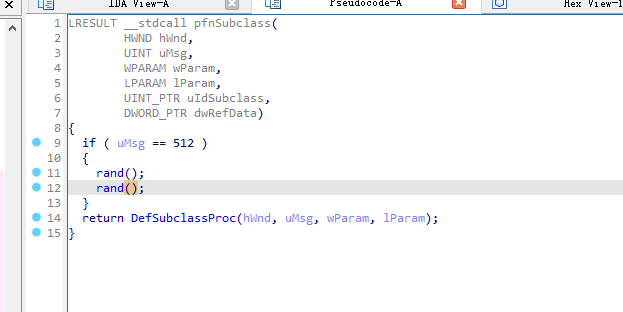 IDA View-A
Pseudocode-A
Hex View-1
1 LRESULT __stdcall pfnSubclass(
2 HWND hWnd,
3 UINT uMsg,
4 WPARAM wParam,
5 LPARAM lParam,
6 UINT_PTR uIdSubclass,
7 DWORD_PTR dwRefData)
8 {
9 if ( uMsg == 512 )
10 {
11 rand();
12 rand();
13 }
14 return DefSubclassProc(hWnd, uMsg, wParam, lParam);
15 }